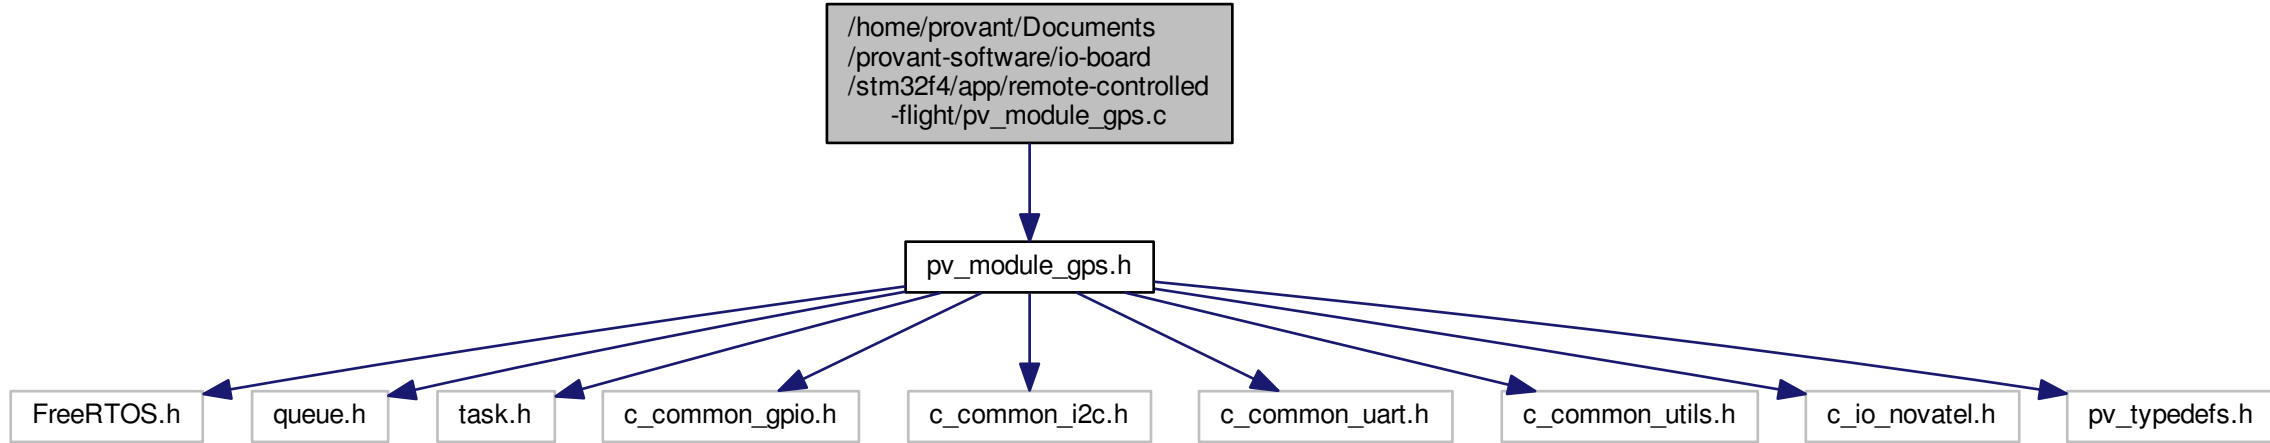 /home/provant/Documents
/provant-software/io-board
/stm32f4/app/remote-controlled
-flight/pv_module_gps.c
pv_module_gps.h
FreeRTOS.h
queue.h
task.h
c_common_gpio.h
c_common_i2c.h
c_common_uart.h
c_common_utils.h
c_io_novatel.h
pv_typedefs.h